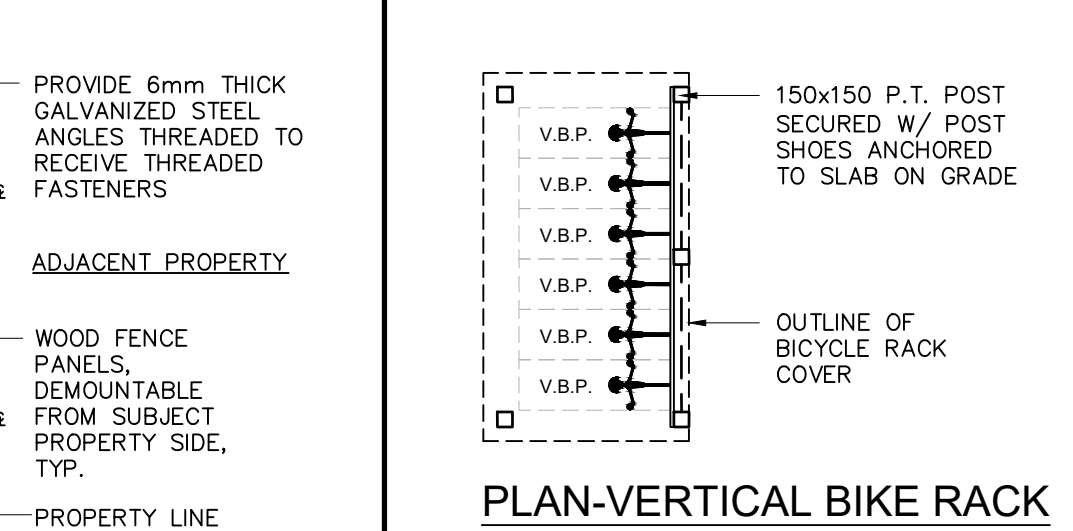 PROVIDE 6mm THICK
GALVANIZED STEEL
ANGLES THREADED TO
RECEIVE THREADED
FASTENERS
ADJACENT PROPERTY
WOOD FENCE
PANELS,
DEMOUNTABLE
FROM SUBJECT
PROPERTY SIDE,
TYP.
PROPERTY LINE
V.B.P.
V.B.P.
V.B.P.
V.B.P.
V.B.P.
V.B.P.
150x150 P.T. POST
SECURED W/ POST
SHOES ANCHORED
TO SLAB ON GRADE
OUTLINE OF
BICYCLE RACK
COVER
PLAN-VERTICAL BIKE RACK